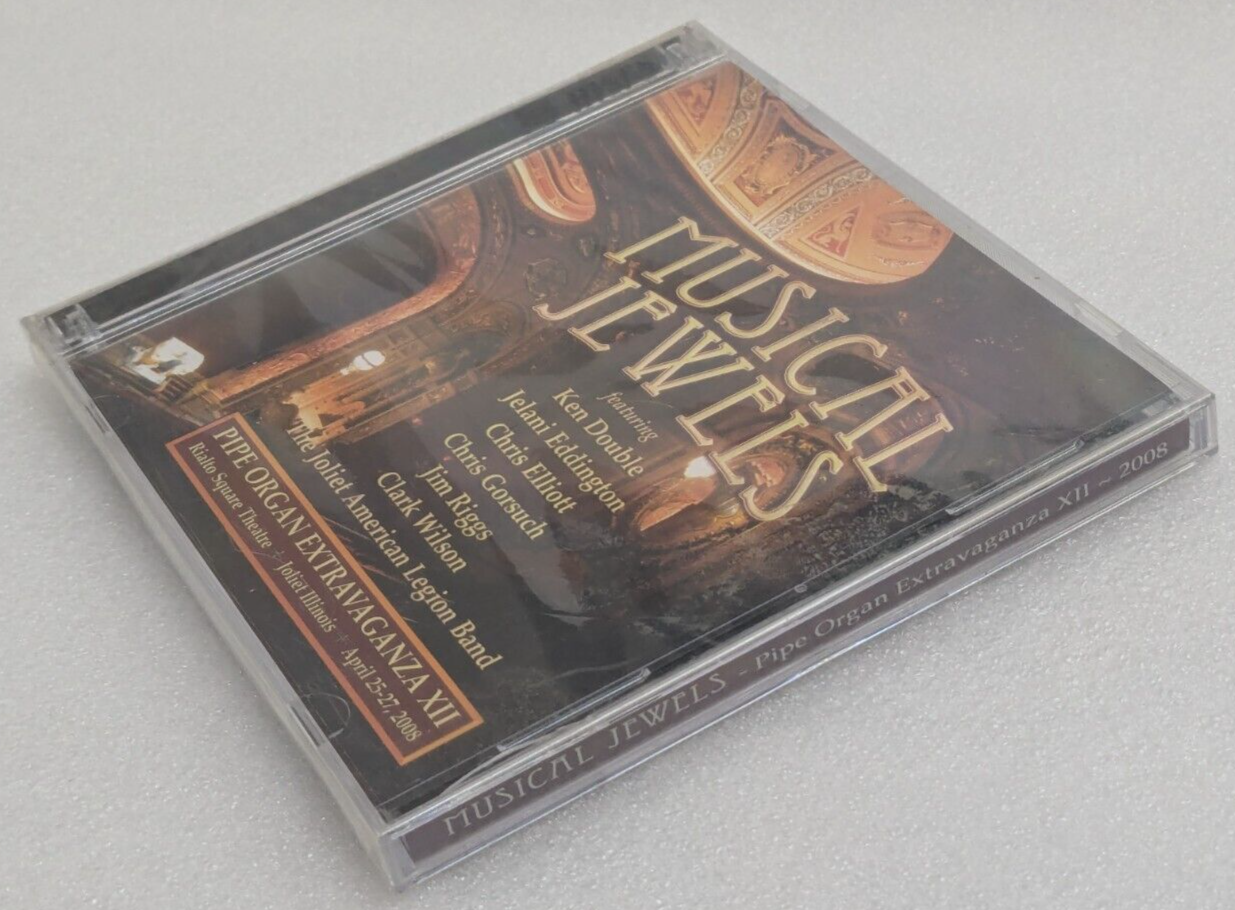 MUSICAL
JEWELS
featuring
Ken Double
Jelani Eddington
Chris Elliott
Chris Gorsuch
Jim Riggs
Clark Wilson
The Joliet American Legion Band
PIPE ORGAN EXTRAVAGANZA XII
Rialto Square Theatre + Joliet Illinois + April 25-27, 2008
MUSICAL JEWELS - Pipe Organ Extravaganza XII ~ 2008